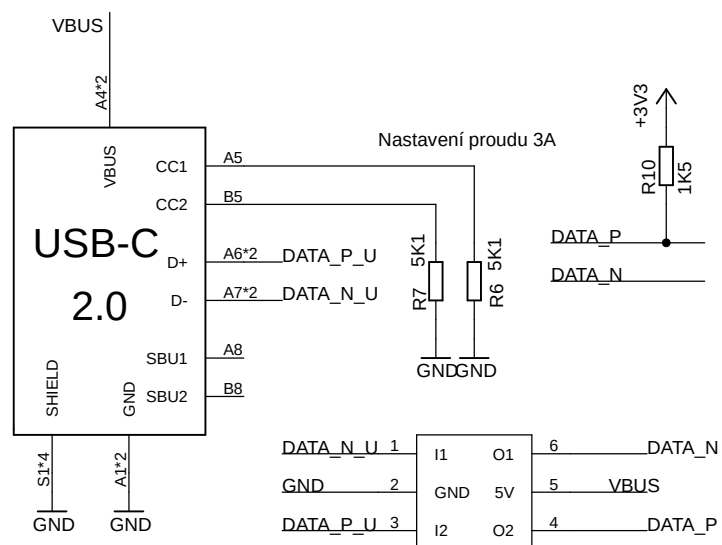 VBUS
A4*2
VBUS
CC1
A5
CC2
B5
USB-C
2.0
D+
A6*2
DATA_P_U
D-
A7*2
DATA_N_U
SBU1
A8
SBU2
B8
SHIELD
GND
S1*4
A1*2
GND
GND
Nastavení proudu 3A
R7
5K1
R6
5K1
GND
GND
+3V3
R10
1K5
DATA_P
DATA_N
DATA_N_U
1
I1
O1
6
DATA_N
GND
2
GND
5V
5
VBUS
DATA_P_U
3
I2
O2
4
DATA_P